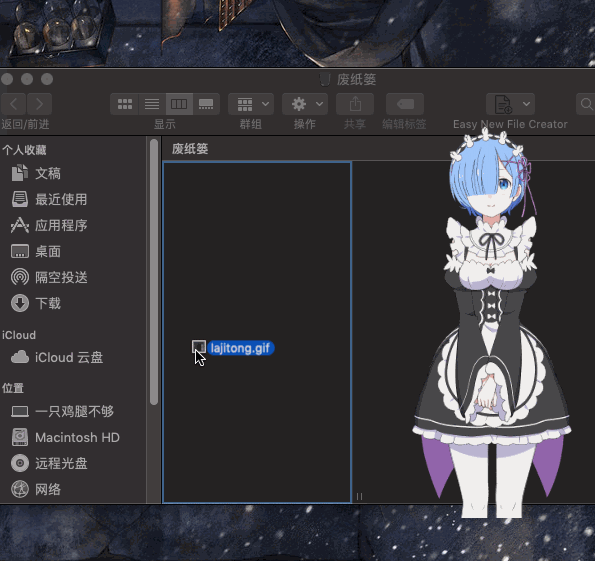 废纸篓
返回/前进
显示
群组
操作
共享
编辑标签
Easy New File Creator
个人收藏
废纸篓
文稿
最近使用
应用程序
桌面
隔空投送
lajitong.gif
下载
iCloud
iCloud 云盘
位置
一只鸡腿不够
Macintosh HD
远程光盘
网络